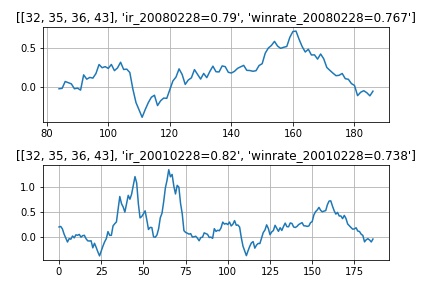 [[32, 35, 36, 43], 'ir_20080228=0.79', 'winrate_20080228=0.767']
0.5
0.0
80 100 120 140 160 180
[[32, 35, 36, 43], 'ir_20010228=0.82', 'winrate_20010228=0.738']
1.0
0.5
0.0
0 25 50 75 100 125 150 175